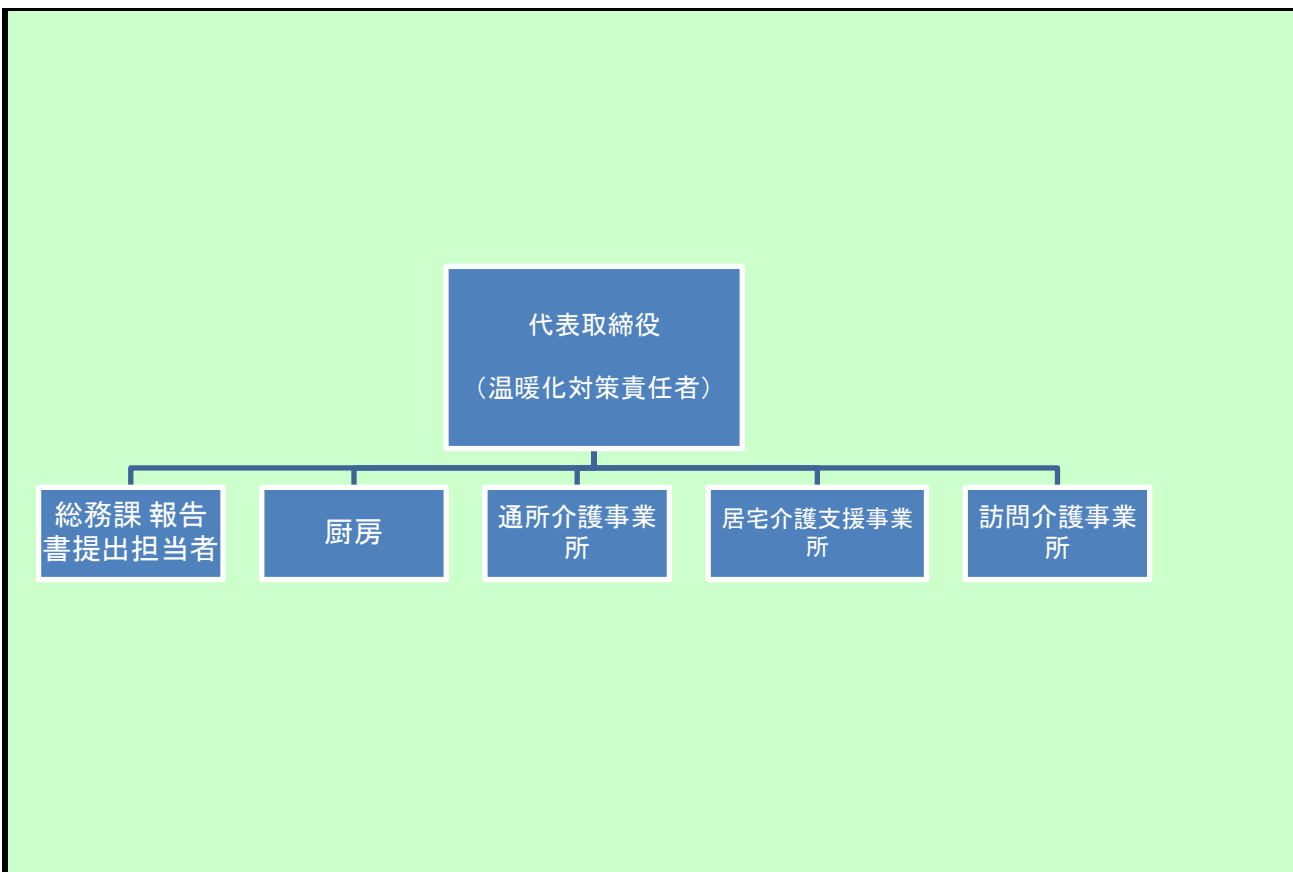 代表取締役
（温暖化対策責任者）
総務課 報告
書提出担当者
厨房
通所介護事業
所
居宅介護支援事業
所
訪問介護事業
所